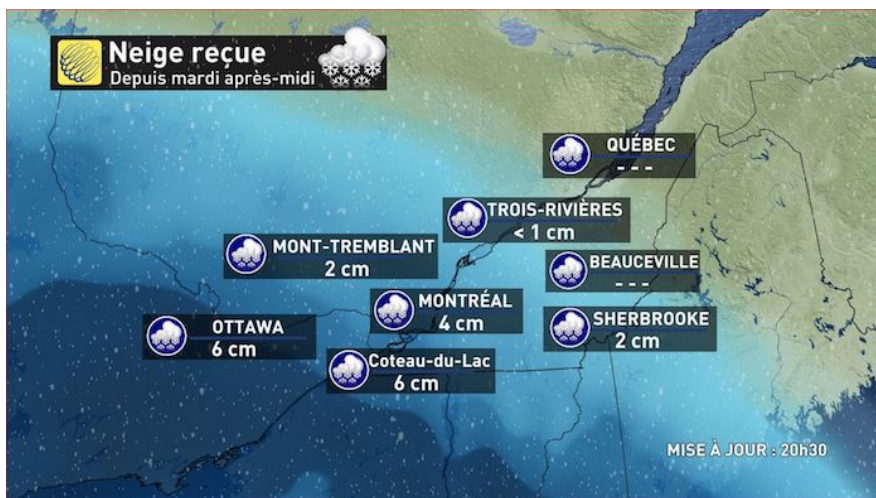 Neige reçue
Depuis mardi après-midi
QUÉBEC
- - -
TROIS-RIVIÈRES
< 1 cm
MONT-TREMBLANT
2 cm
BEAUCEVILLE
- - -
MONTRÉAL
4 cm
OTTAWA
6 cm
SHERBROOKE
2 cm
Coteau-du-Lac
6 cm
MISE À JOUR : 20h30